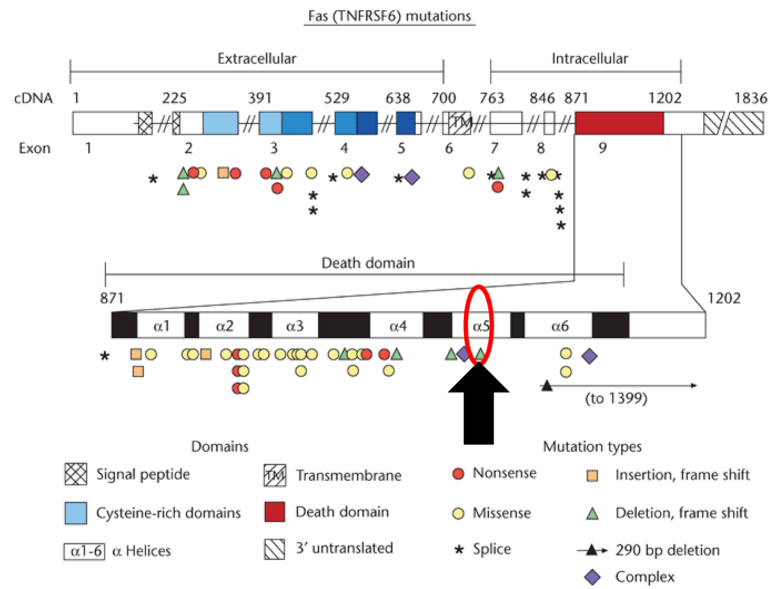 Fas (TNFRSF6) mutations
Extracellular Intracellular
cDNA 1 225 391 529 638 700 763 846 871 1202 1836
TM
Exon 1 2 3 4 5 6 7 8 9
Death domain
871 1202
α1 α2 α3 α4 α5 α6
(to 1399)
Domains Mutation types
Signal peptide TM Transmembrane Nonsense Insertion, frame shift
Cysteine-rich domains Death domain Missense Deletion, frame shift
α1-6 α Helices 3′ untranslated * Splice 290 bp deletion
Complex